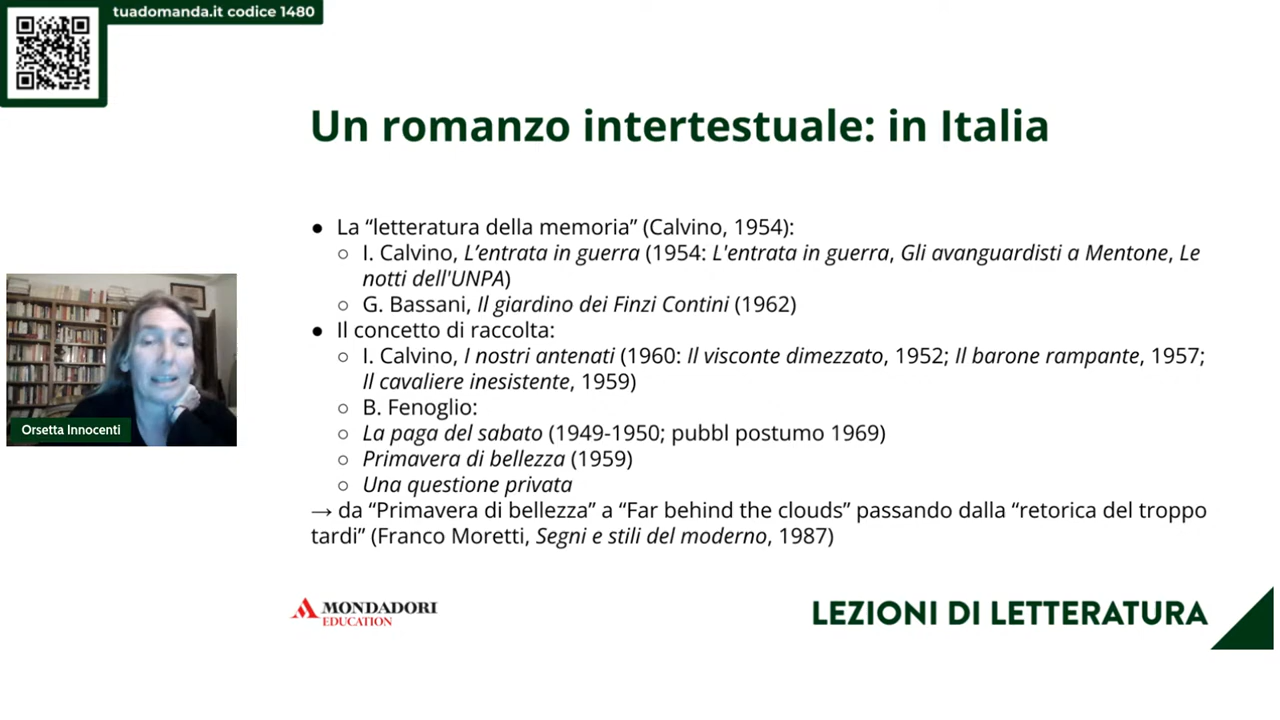 tuadomanda.it codice 1480
Un romanzo intertestuale: in Italia
● La “letteratura della memoria” (Calvino, 1954):
○ I. Calvino, L’entrata in guerra (1954: L'entrata in guerra, Gli avanguardisti a Mentone, Le
notti dell'UNPA)
○ G. Bassani, Il giardino dei Finzi Contini (1962)
● Il concetto di raccolta:
○ I. Calvino, I nostri antenati (1960: Il visconte dimezzato, 1952; Il barone rampante, 1957;
Il cavaliere inesistente, 1959)
○ B. Fenoglio:
○ La paga del sabato (1949-1950; pubbl postumo 1969)
○ Primavera di bellezza (1959)
○ Una questione privata
→ da “Primavera di bellezza” a “Far behind the clouds” passando dalla “retorica del troppo
tardi” (Franco Moretti, Segni e stili del moderno, 1987)
Orsetta Innocenti
MONDADORI
EDUCATION
LEZIONI DI LETTERATURA